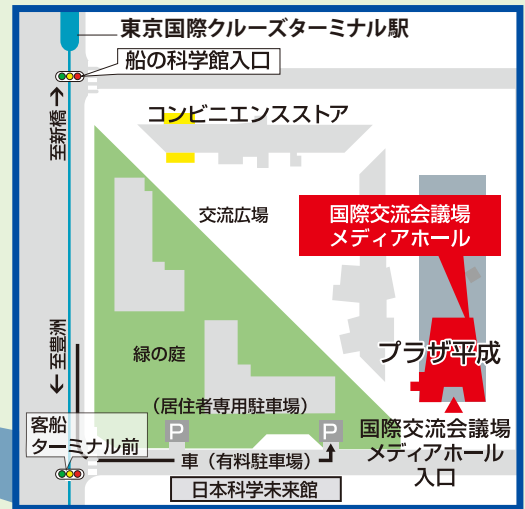 東京国際クルーズターミナル駅
船の科学館入口
至新橋→
コンビニエンスストア
交流広場
国際交流会議場
メディアホール
←至豊洲
緑の庭
プラザ平成
(居住者専用駐車場)
客船
ターミナル前
P
P
国際交流会議場
メディアホール
入口
車(有料駐車場)
日本科学未来館